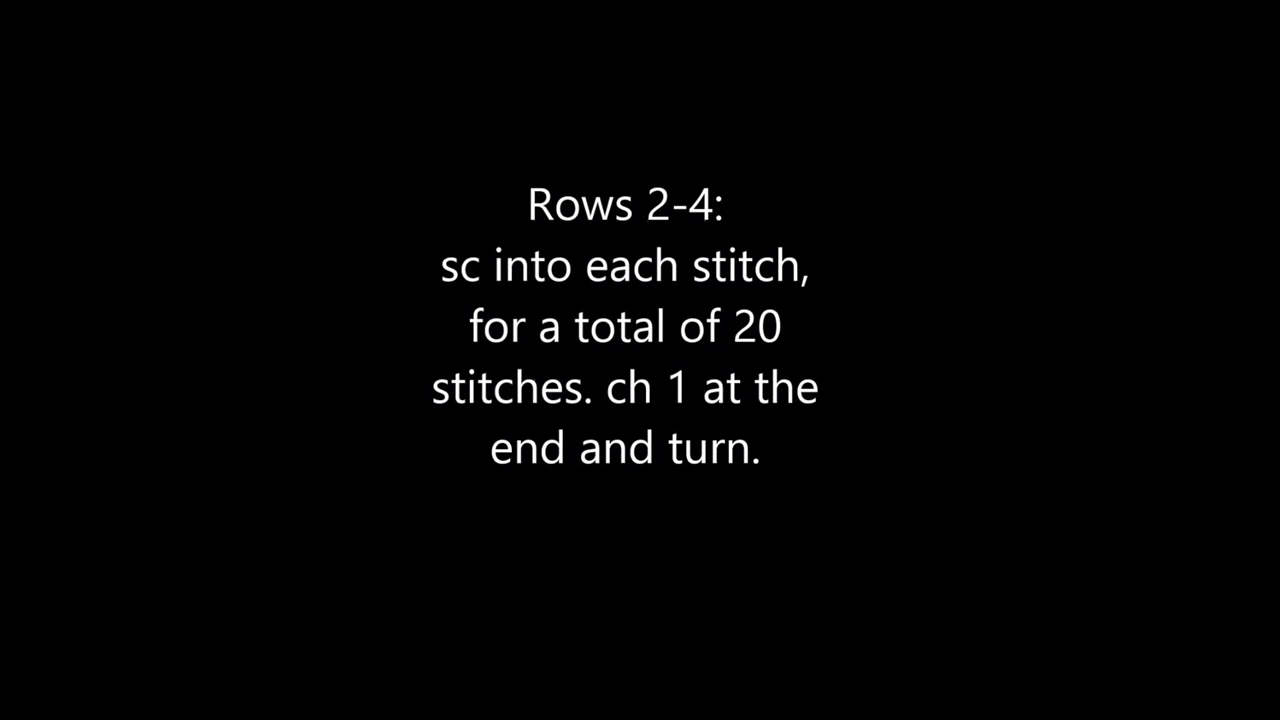 Rows 2-4:
sc into each stitch,
for a total of 20
stitches. ch 1 at the
end and turn.